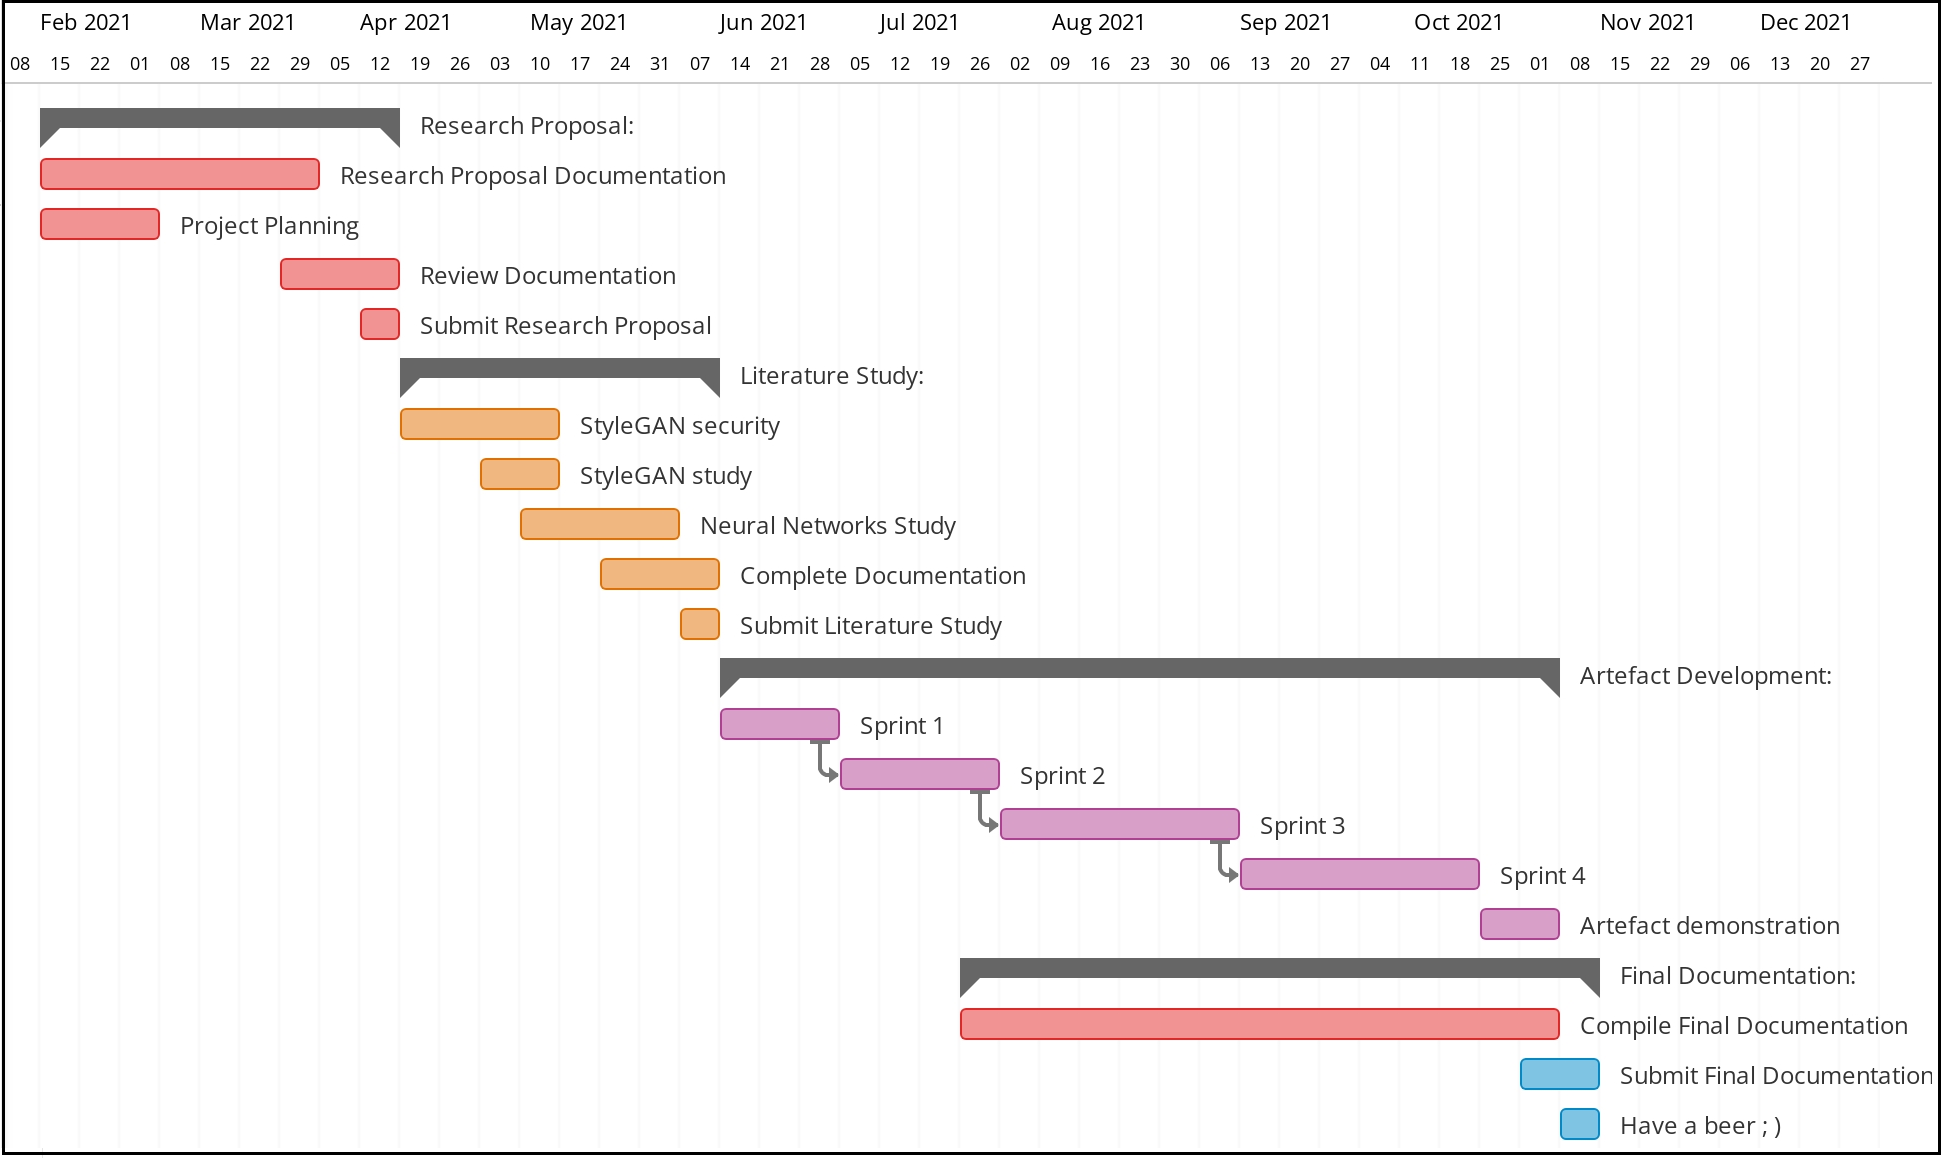 Feb 2021 Mar 2021 Apr 2021 May 2021 Jun 2021 Jul 2021 Aug 2021 Sep 2021 Oct 2021 Nov 2021 Dec 2021
08 15 22 01 08 15 22 29 05 12 19 26 03 10 17 24 31 07 14 21 28 05 12 19 26 02 09 16 23 30 06 13 20 27 04 11 18 25 01 08 15 22 29 06 13 20 27
Research Proposal:
Research Proposal Documentation
Project Planning
Review Documentation
Submit Research Proposal
Literature Study:
StyleGAN security
StyleGAN study
Neural Networks Study
Complete Documentation
Submit Literature Study
Artefact Development:
Sprint 1
Sprint 2
Sprint 3
Sprint 4
Artefact demonstration
Final Documentation:
Compile Final Documentation
Submit Final Documentation
Have a beer ; )